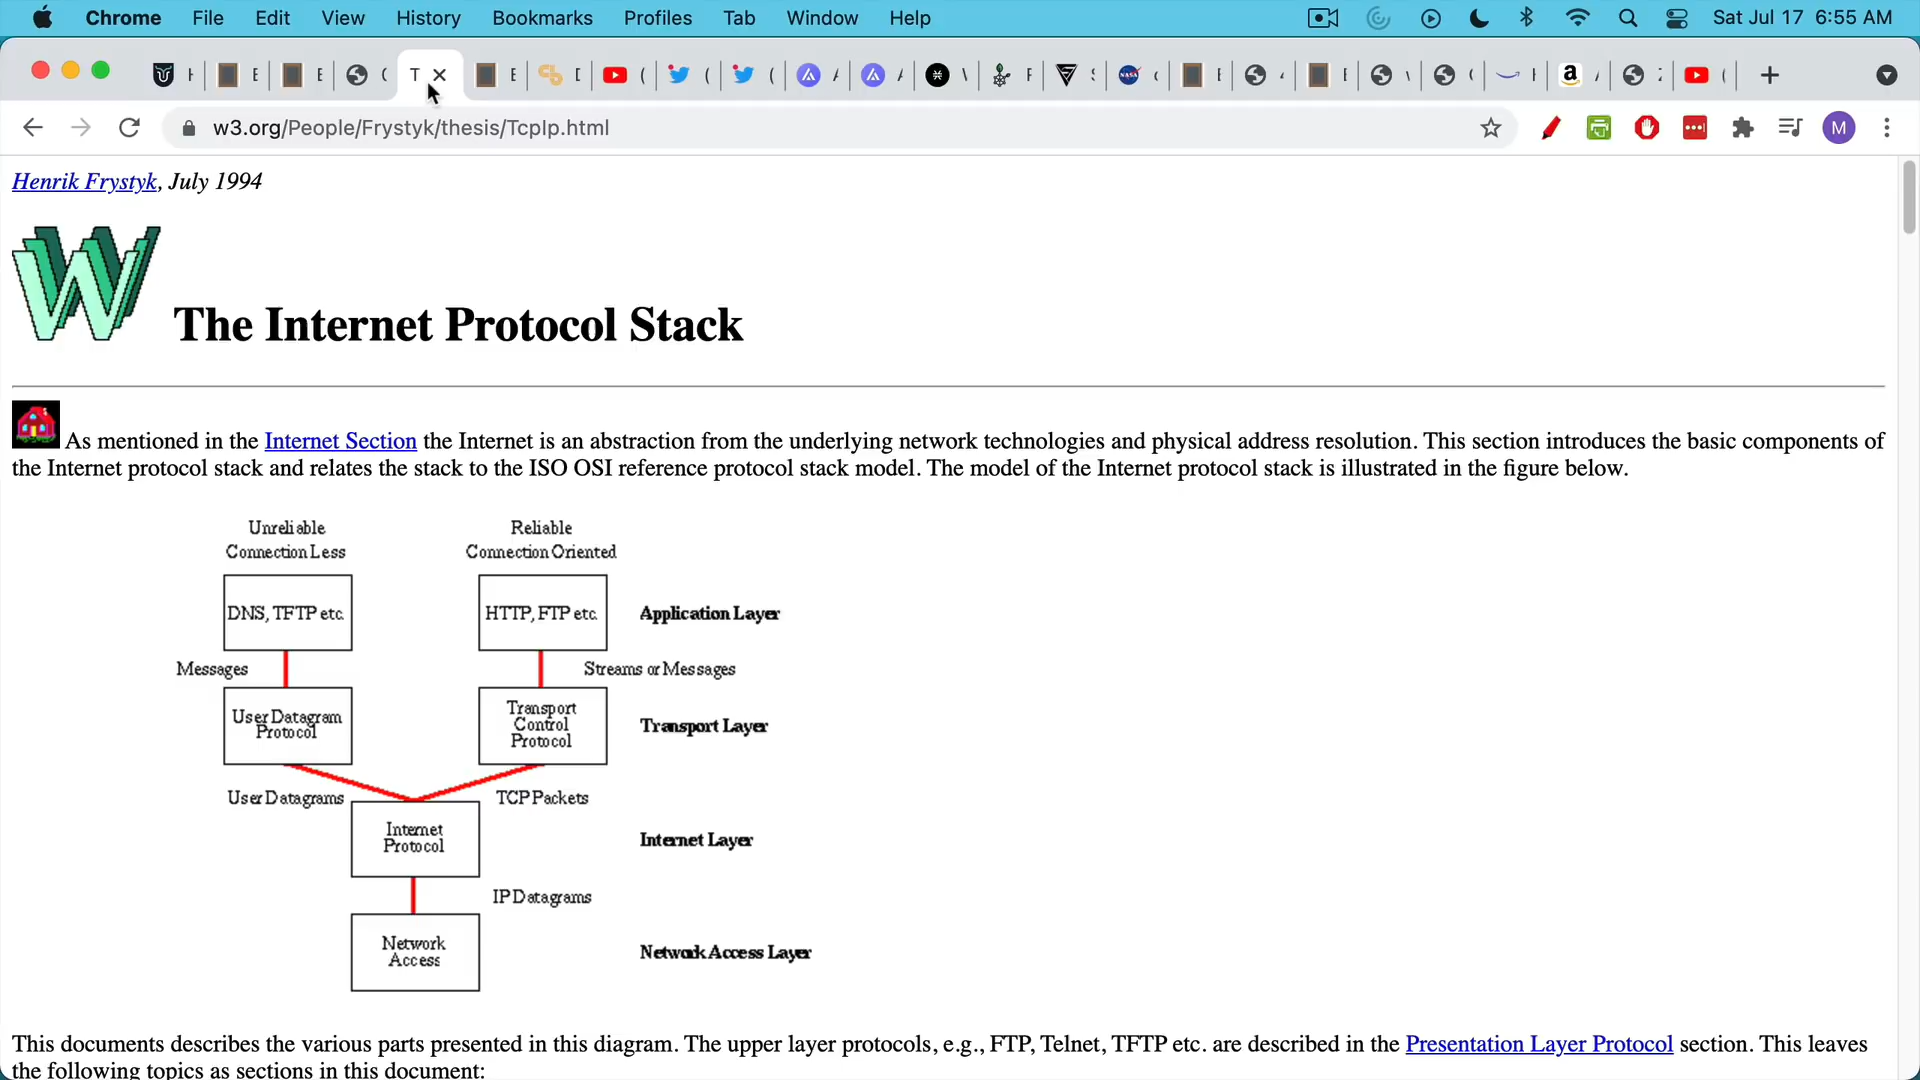 Chrome File Edit View History Bookmarks Profiles Tab Window Help Sat Jul 17 6:55 AM
T
w3.org/People/Frystyk/thesis/TcpIp.html
M
Henrik Frystyk, July 1994
The Internet Protocol Stack
As mentioned in the Internet Section the Internet is an abstraction from the underlying network technologies and physical address resolution. This section introduces the basic components of
the Internet protocol stack and relates the stack to the ISO OSI reference protocol stack model. The model of the Internet protocol stack is illustrated in the figure below.
Unreliable
Connection Less
Reliable
Connection Oriented
DNS, TFTP etc.
HTTP, FTP etc.
Application Layer
Messages
Streams or Messages
User Datagram
Protocol
Transport
Control
Protocol
Transport Layer
User Datagrams
TCP Packets
Internet
Protocol
Internet Layer
IP Datagrams
Network
Access
Network Access Layer
This documents describes the various parts presented in this diagram. The upper layer protocols, e.g., FTP, Telnet, TFTP etc. are described in the Presentation Layer Protocol section. This leaves
the following topics as sections in this document: